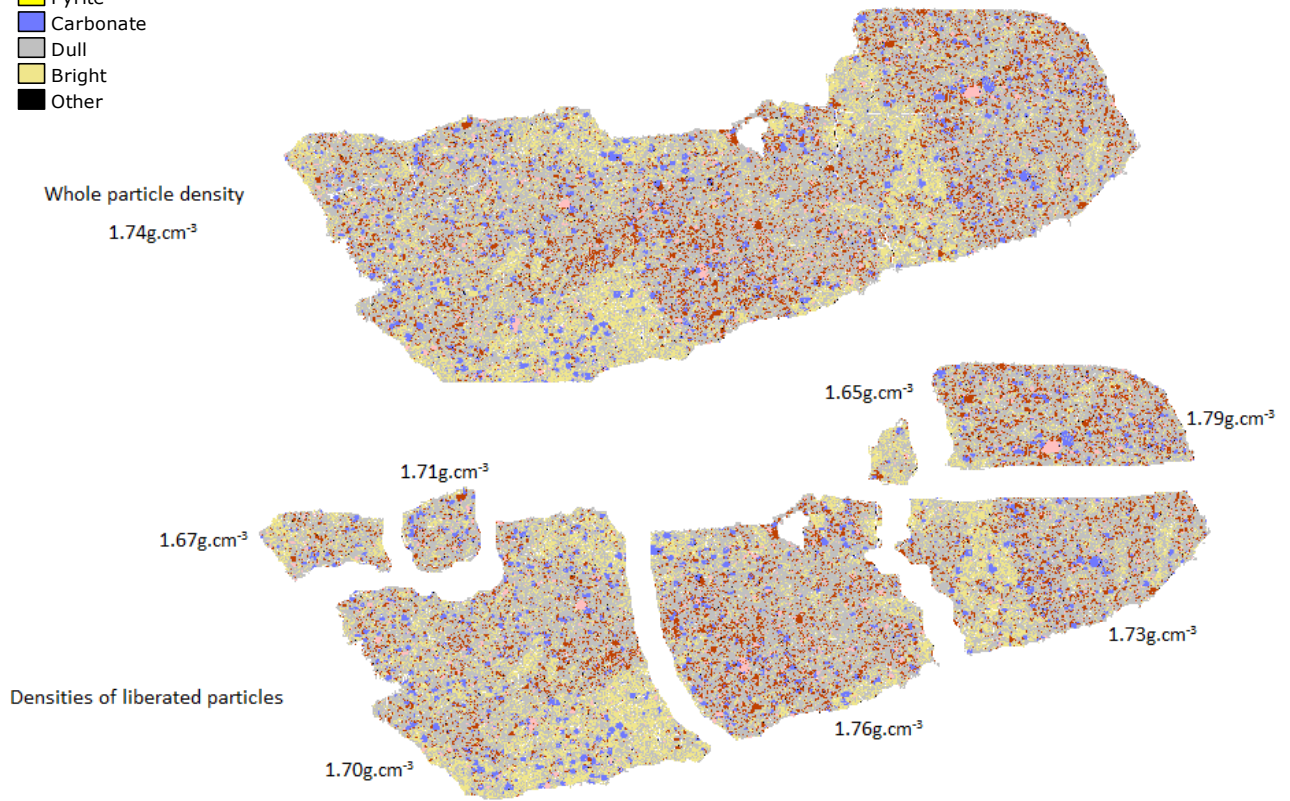 Pyrite
Carbonate
Dull
Bright
Other
Whole particle density
1.74g.cm⁻³
1.65g.cm⁻³
1.79g.cm⁻³
1.71g.cm⁻³
1.67g.cm⁻³
1.73g.cm⁻³
Densities of liberated particles
1.76g.cm⁻³
1.70g.cm⁻³